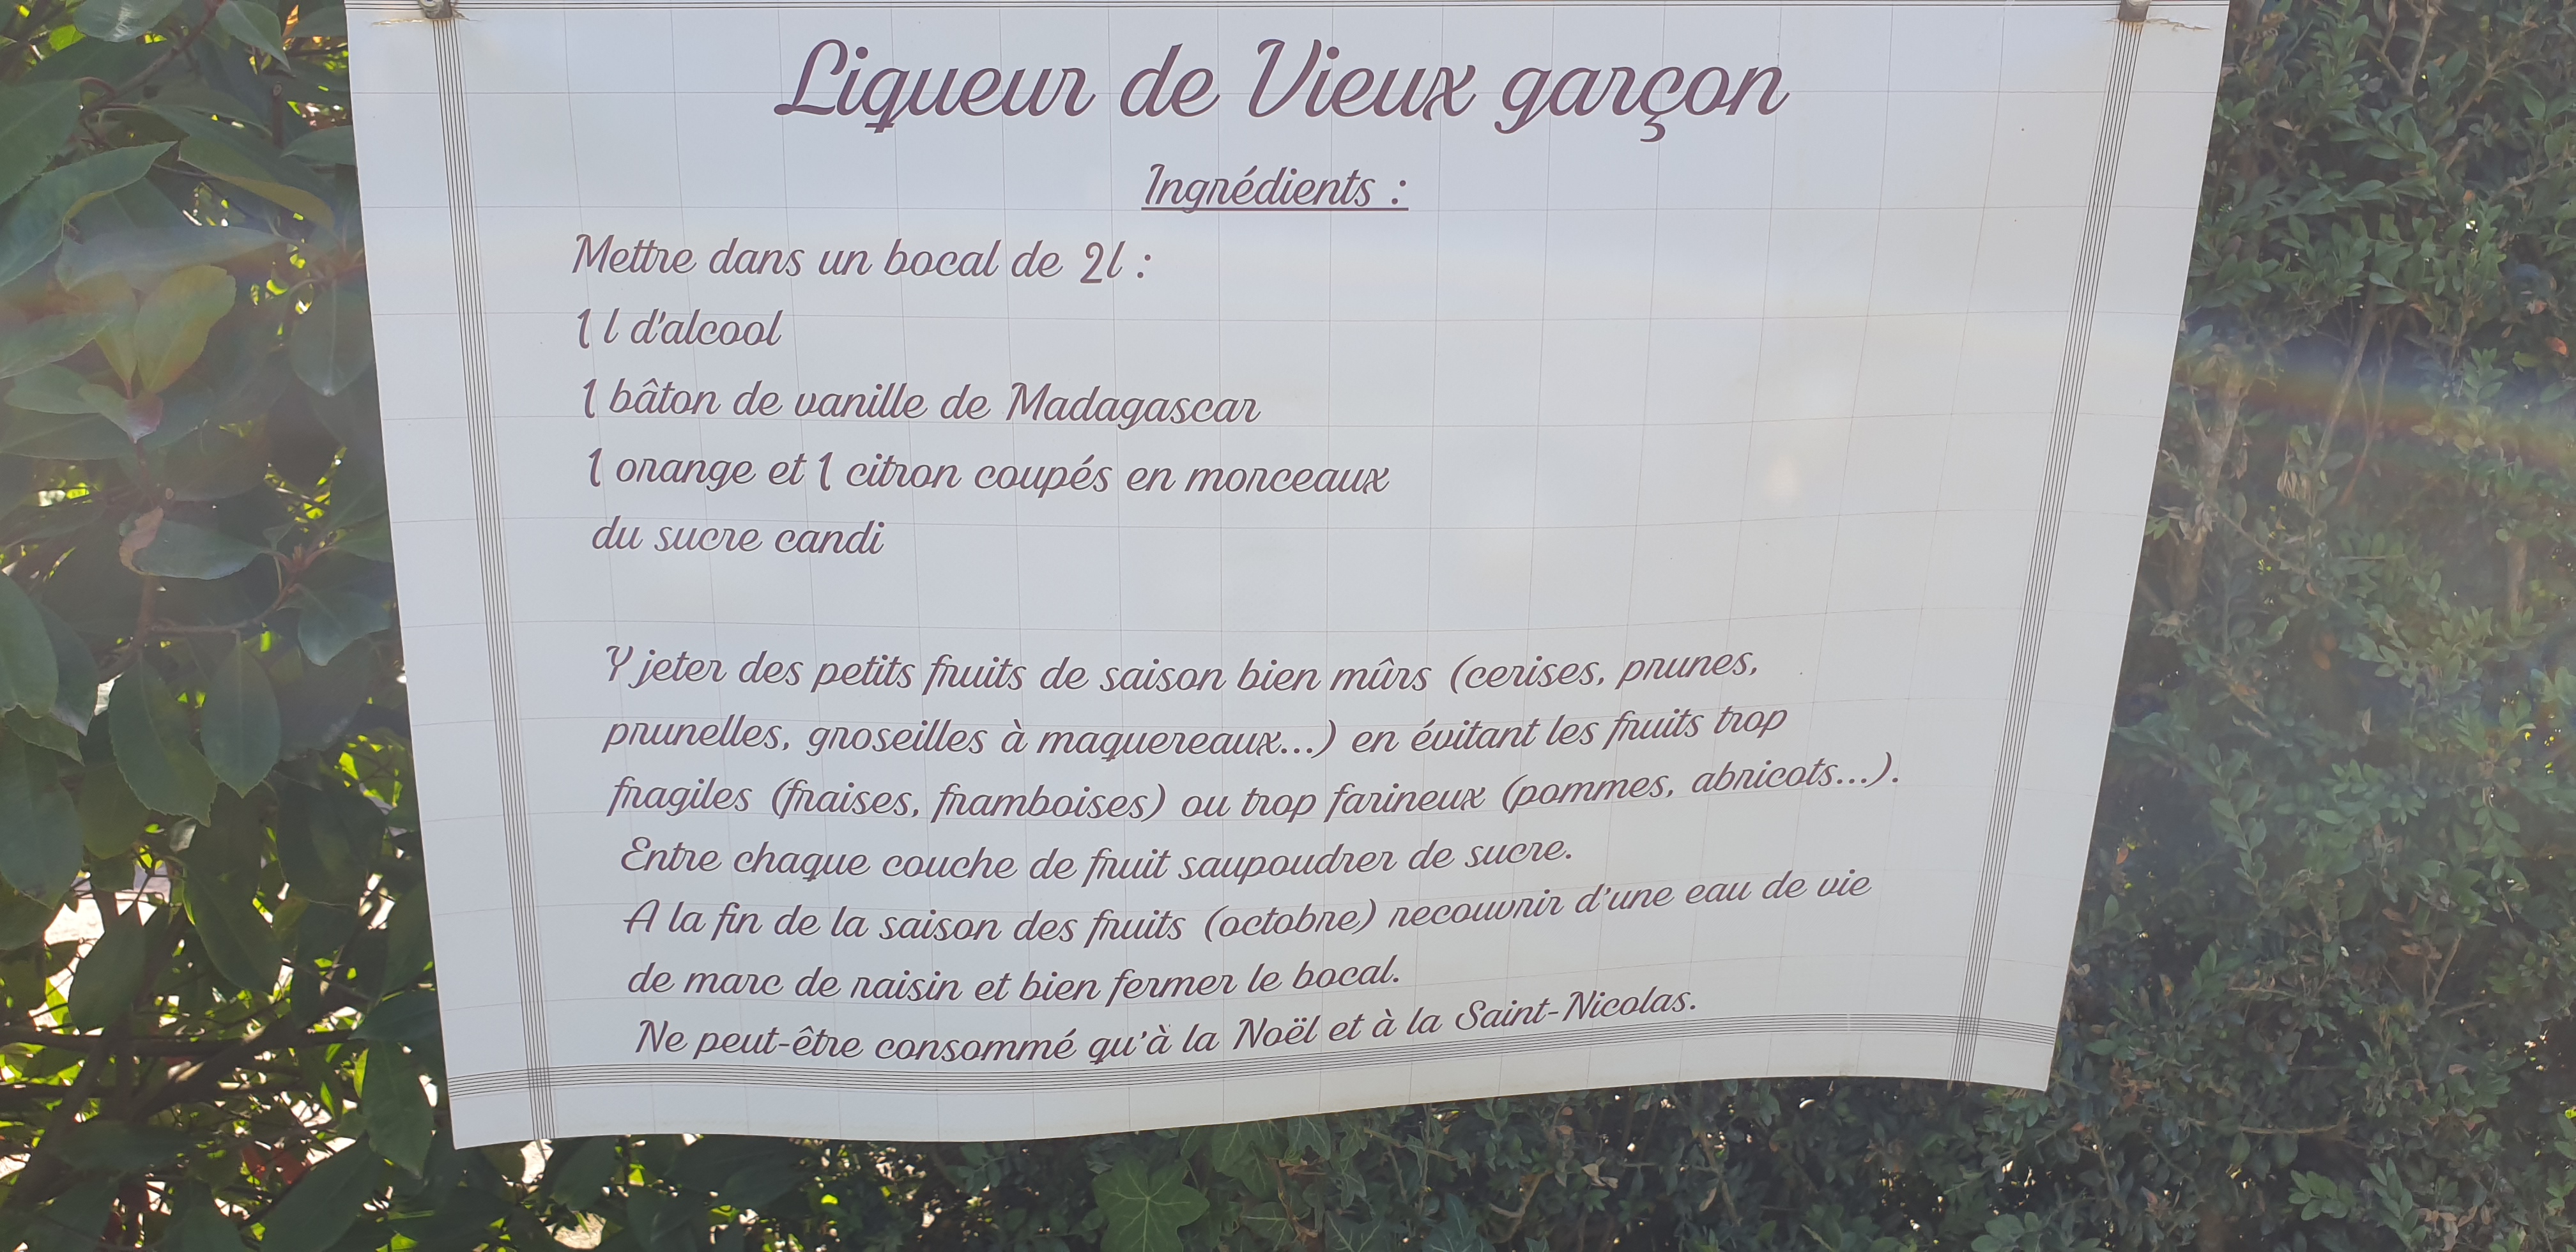 Liqueur de Vieux garçon
Ingrédients :
Mettre dans un bocal de 2l :
1 l d'alcool
1 bâton de vanille de Madagascar
1 orange et 1 citron coupés en morceaux
du sucre candi
Y jeter des petits fruits de saison bien mûrs (cerises, prunes,
prunelles, groseilles à maquereaux...) en évitant les fruits trop
fragiles (fraises, framboises) ou trop farineux (pommes, abricots...).
Entre chaque couche de fruit saupoudrer de sucre.
A la fin de la saison des fruits (octobre) recouvrir d'une eau de vie
de marc de raisin et bien fermer le bocal.
Ne peut-être consommé qu'à la Noël et à la Saint-Nicolas.